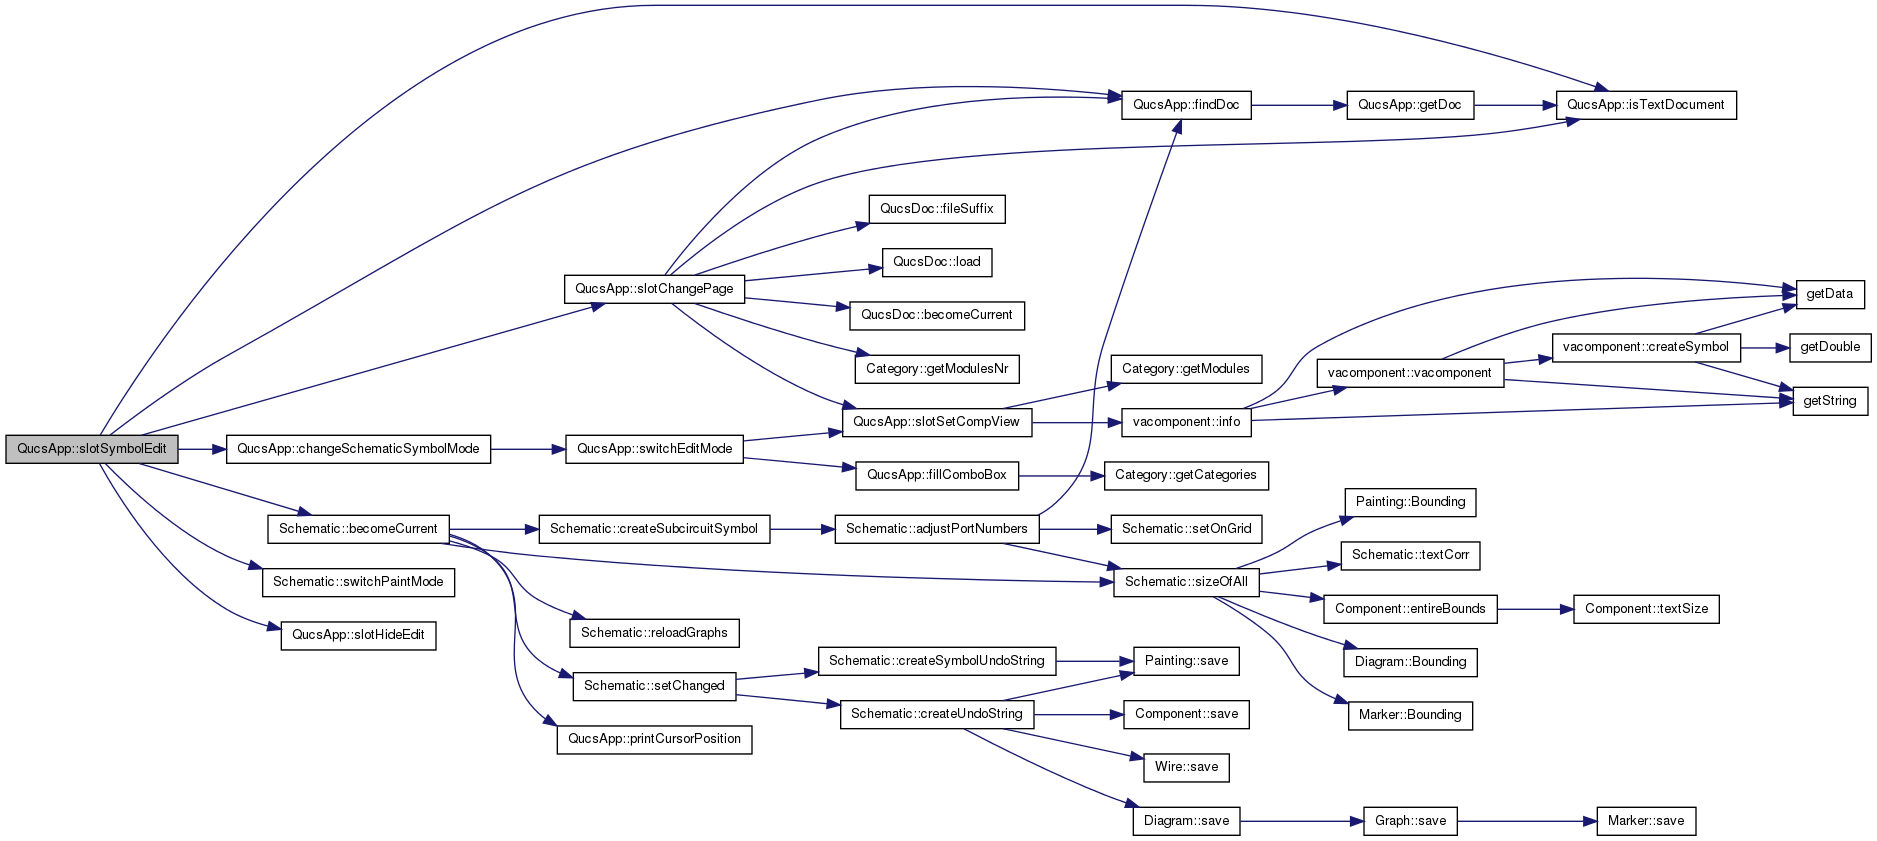 QucsApp::slotSymbolEdit
QucsApp::isTextDocument
QucsApp::findDoc
QucsApp::getDoc
QucsApp::slotChangePage
QucsDoc::fileSuffix
QucsDoc::load
QucsDoc::becomeCurrent
Category::getModulesNr
QucsApp::slotSetCompView
Category::getModules
vacomponent::info
vacomponent::vacomponent
vacomponent::createSymbol
getData
getDouble
getString
QucsApp::changeSchematicSymbolMode
QucsApp::switchEditMode
QucsApp::fillComboBox
Category::getCategories
Schematic::becomeCurrent
Schematic::createSubcircuitSymbol
Schematic::adjustPortNumbers
Schematic::setOnGrid
Schematic::sizeOfAll
Painting::Bounding
Schematic::textCorr
Component::entireBounds
Component::textSize
Diagram::Bounding
Marker::Bounding
Schematic::switchPaintMode
QucsApp::slotHideEdit
Schematic::reloadGraphs
Schematic::setChanged
QucsApp::printCursorPosition
Schematic::createSymbolUndoString
Schematic::createUndoString
Painting::save
Component::save
Wire::save
Diagram::save
Graph::save
Marker::save